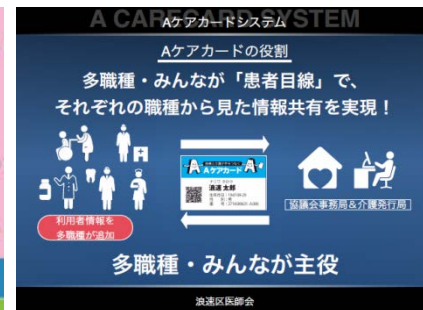 A CARECARD SYSTEM
Aケアカードシステム
Aケアカードの役割
多職種・みんなが「患者目線」で、
それぞれの職種から見た情報共有を実現!
Aケアカード
浪速 太郎
利用者情報を
多職種が追加
協議会事務局&介護発行局
多職種・みんなが主役
浪速区医師会